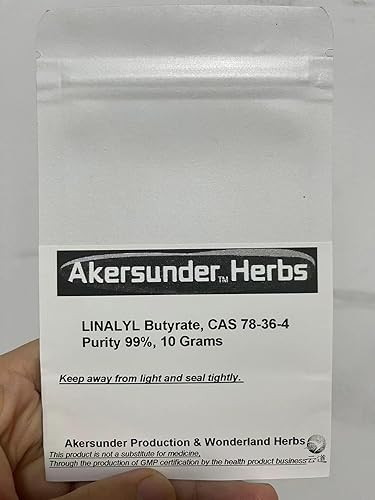 Akersunder™ Herbs
LINALYL Butyrate, CAS 78-36-4
Purity 99%, 10 Grams
Keep away from light and seal tightly.
Akersunder Production & Wonderland Herbs
This product is not a substitute for medicine,
Through the production of GMP certification by the health product business